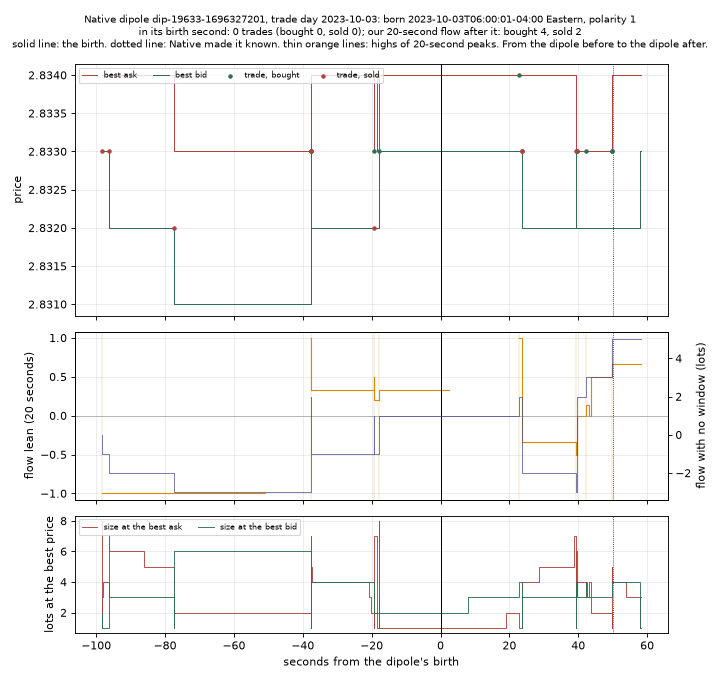 Native dipole dip-19633-1696327201, trade day 2023-10-03: born 2023-10-03T06:00:01-04:00 Eastern, polarity 1
in its birth second: 0 trades (bought 0, sold 0); our 20-second flow after it: bought 4, sold 2
solid line: the birth. dotted line: Native made it known. thin orange lines: highs of 20-second peaks. From the dipole before to the dipole after.
best ask
best bid
trade, bought
trade, sold
2.8340
2.8335
2.8330
2.8325
2.8320
2.8315
2.8310
price
1.0
0.5
0.0
−0.5
−1.0
flow lean (20 seconds)
4
2
0
−2
flow with no window (lots)
size at the best ask
size at the best bid
8
6
4
2
lots at the best price
−100
−80
−60
−40
−20
0
20
40
60
seconds from the dipole's birth